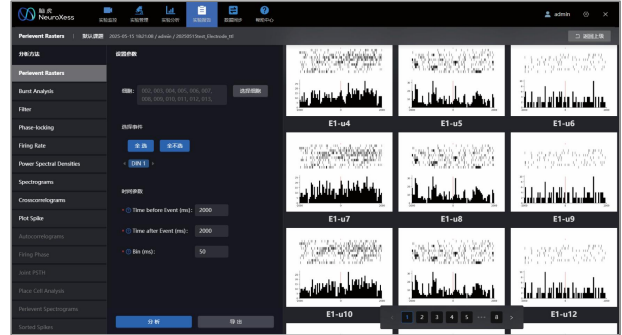 脑虎
NeuroXess
实验监测
实验管理
实验分析
实验报告
数据同步
帮助中心
admin
Perievent Rasters
默认课题
2025-05-15 16:21:08 / admin / 20250515test_Electrode_ttl
返回上级
分析方法
Perievent Rasters
Burst Analysis
Filter
Phase-locking
Firing Rate
Power Spectral Densities
Spectrograms
Crosscorrelograms
Plot Spike
Autocorrelograms
Firing Phase
Joint PSTH
Place Cell Analysis
Perievent Spectrograms
Sorted Spikes
设置参数
细胞:
002, 003, 004, 005, 006, 007,
008, 009, 010, 011, 012, 013,
选择细胞
选择事件
全选
全不选
DIN 1
时间参数
Time before Event (ms):
2000
Time after Event (ms):
2000
Bin (ms):
50
分析
导出
E1-u4
E1-u5
E1-u6
E1-u7
E1-u8
E1-u9
E1-u10
E1-u12
1 2 3 4 5 ··· 8